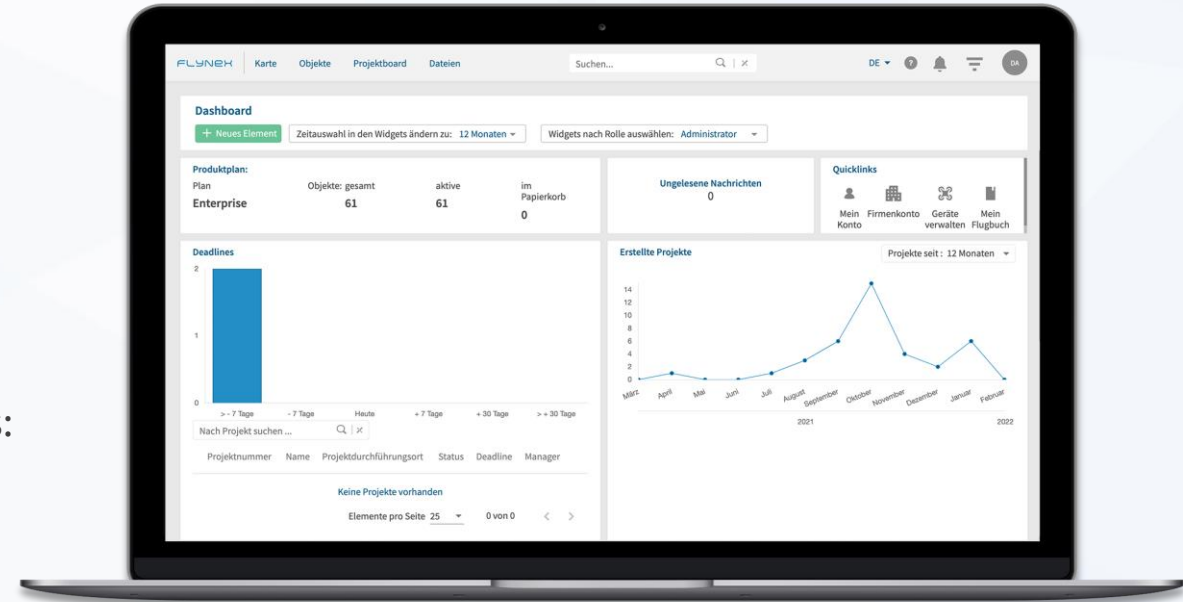 FLYNEX Karte Objekte Projektboard Dateien Suchen... DE ? DA
Dashboard
+ Neues Element Zeitauswahl in den Widgets ändern zu: 12 Monaten Widgets nach Rolle auswählen: Administrator
Produktplan:
Plan Objekte: gesamt aktive im Papierkorb
Enterprise 61 61 0
Ungelesene Nachrichten
0
Quicklinks
Mein Konto Firmenkonto Geräte verwalten Mein Flugbuch
Deadlines
2
1
0
> - 7 Tage - 7 Tage Heute + 7 Tage + 30 Tage > + 30 Tage
Nach Projekt suchen ...
Projektnummer Name Projektdurchführungsort Status Deadline Manager
Keine Projekte vorhanden
Elemente pro Seite 25 0 von 0 < >
Erstellte Projekte Projekte seit : 12 Monaten
14
12
10
8
6
4
2
0
März April Mai Juni Juli August September Oktober November Dezember Januar Februar
2021 2022